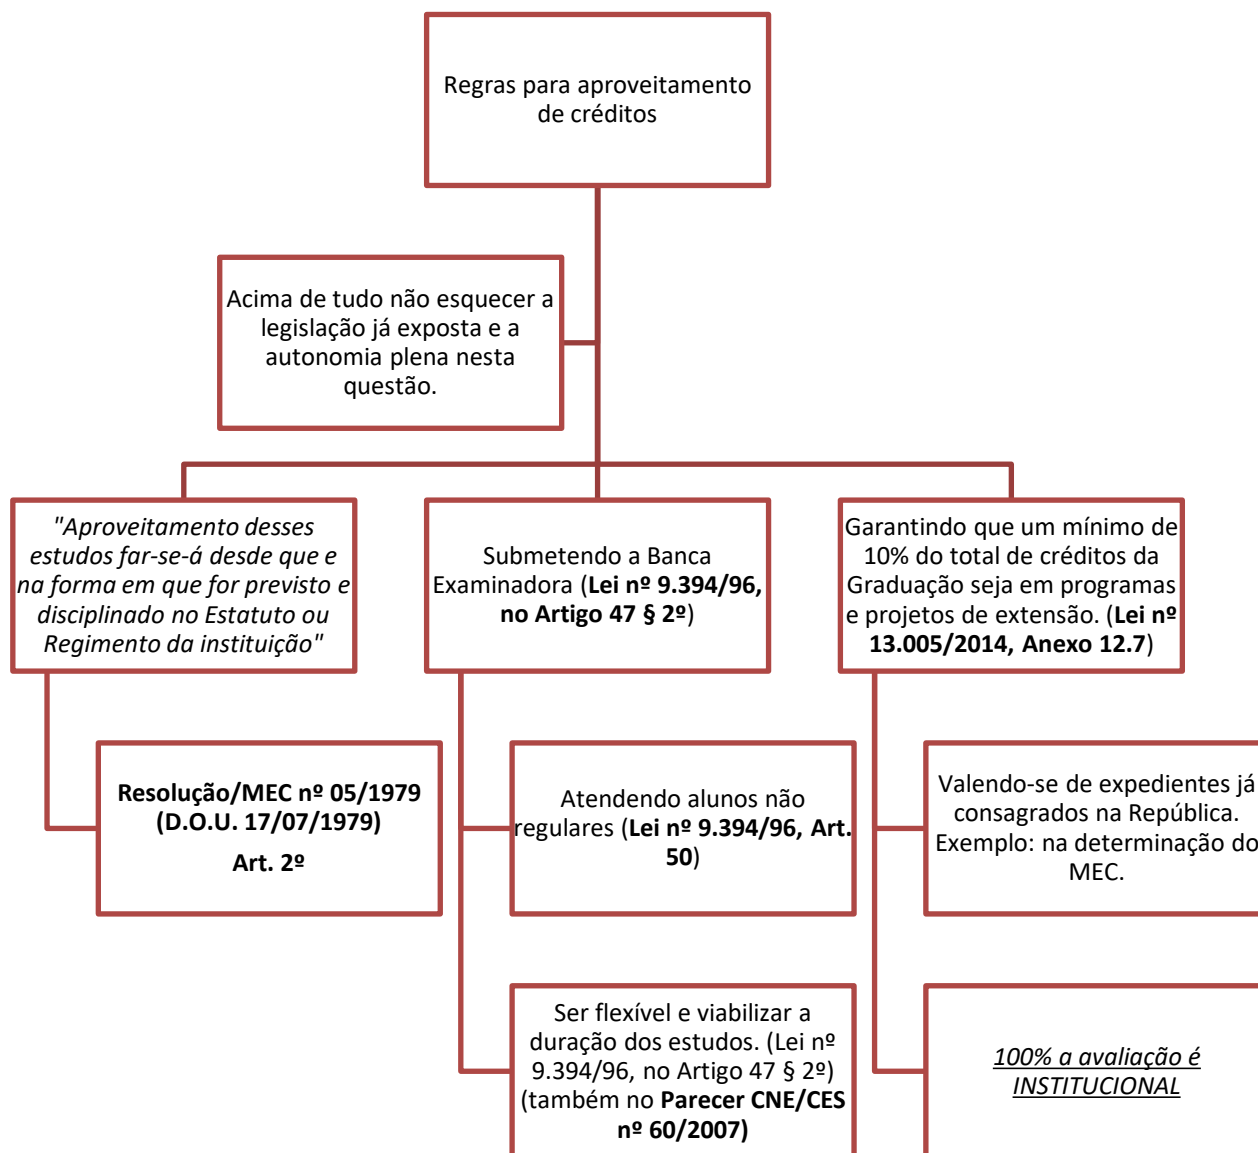 Regras para aproveitamento
de créditos
Acima de tudo não esquecer a
legislação já exposta e a
autonomia plena nesta
questão.
"Aproveitamento desses
estudos far-se-á desde que e
na forma em que for previsto e
disciplinado no Estatuto ou
Regimento da instituição"
Resolução/MEC nº 05/1979
(D.O.U. 17/07/1979)
Art. 2º
Submetendo a Banca
Examinadora (Lei nº 9.394/96,
no Artigo 47 § 2º)
Atendendo alunos não
regulares (Lei nº 9.394/96, Art.
50)
Ser flexível e viabilizar a
duração dos estudos. (Lei nº
9.394/96, no Artigo 47 § 2º)
(também no Parecer CNE/CES
nº 60/2007)
Garantindo que um mínimo de
10% do total de créditos da
Graduação seja em programas
e projetos de extensão. (Lei nº
13.005/2014, Anexo 12.7)
Valendo-se de expedientes já
consagrados na República.
Exemplo: na determinação do
MEC.
100% a avaliação é
INSTITUCIONAL